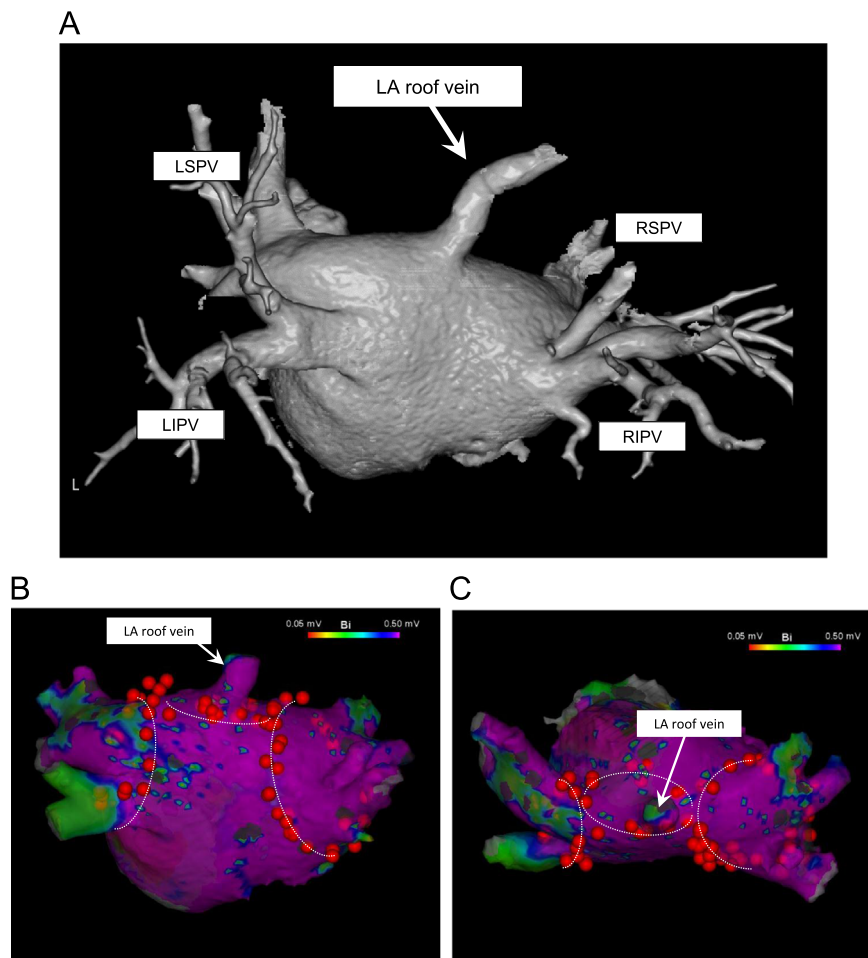 A
LA roof vein
LSPV
RSPV
LIPV
RIPV
L
B
C
LA roof vein
0.05 mV Bi 0.50 mV
0.05 mV Bi 0.50 mV
LA roof vein